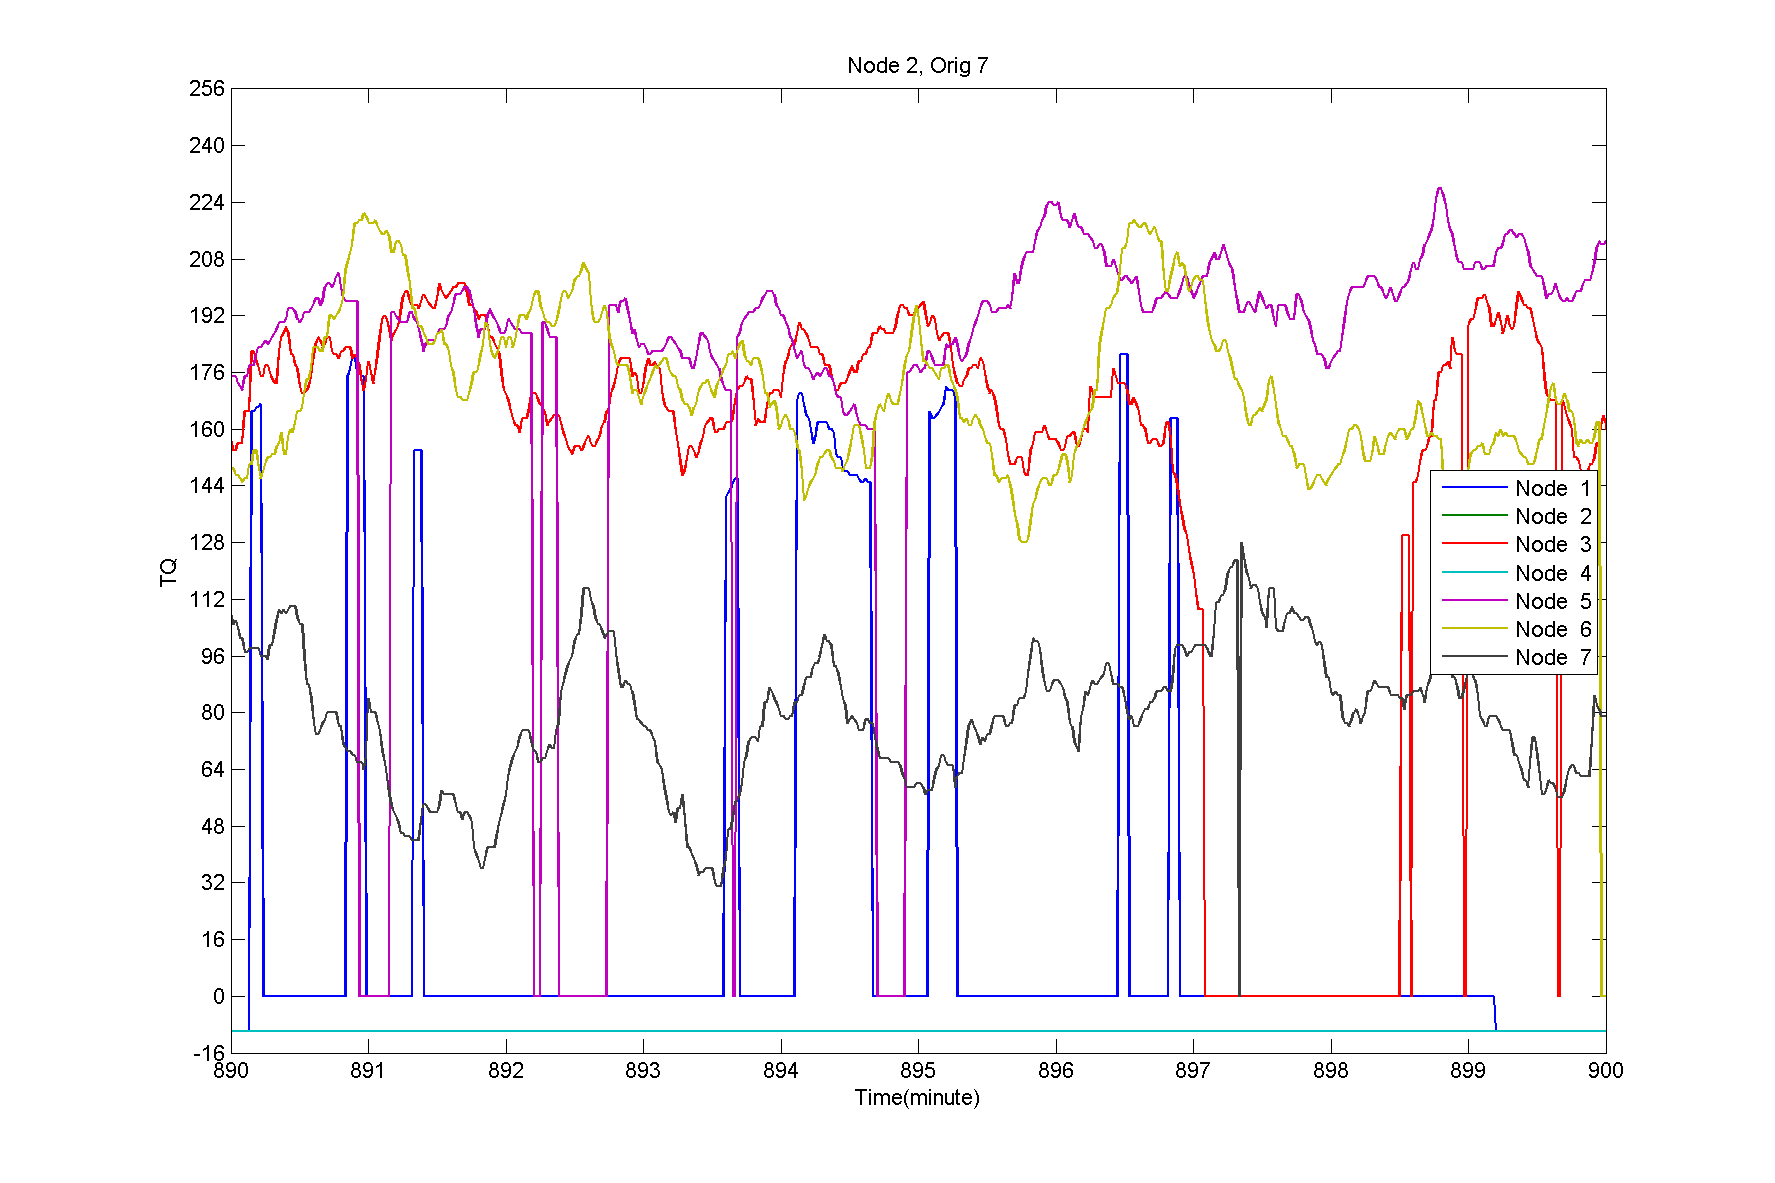 Node 2, Orig 7
256
240
224
208
192
176
160
144
128
112
96
80
64
48
32
16
0
-16
TQ
890 891 892 893 894 895 896 897 898 899 900
Time(minute)
Node 1
Node 2
Node 3
Node 4
Node 5
Node 6
Node 7